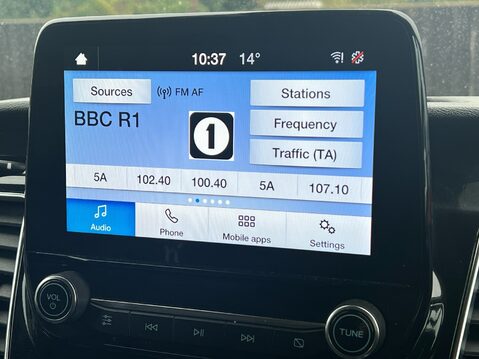 10:37 14°
Sources FM AF Stations
BBC R1 1 Frequency
Traffic (TA)
5A 102.40 100.40 5A 107.10
Audio Phone Mobile apps Settings
VOL TUNE